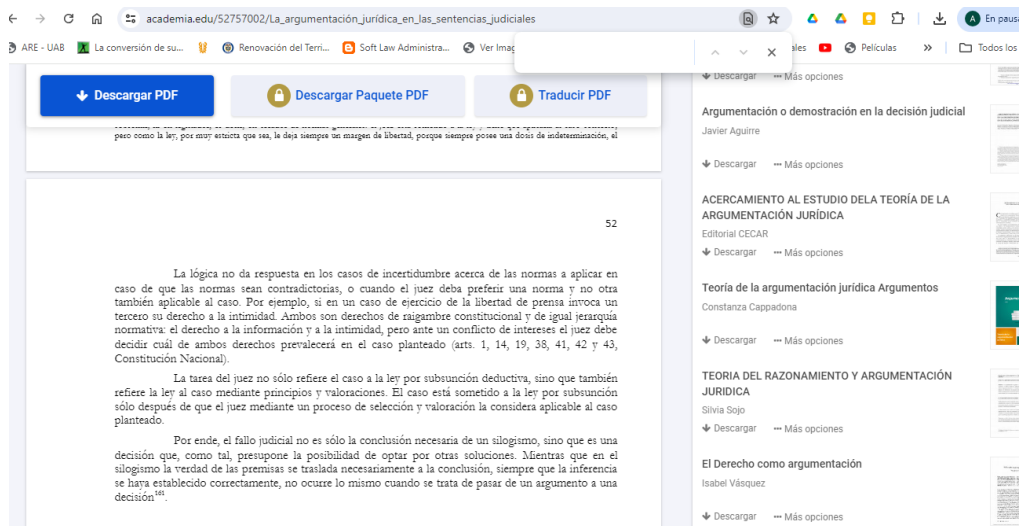 academia.edu/52757002/La_argumentación_jurídica_en_las_sentencias_judiciales
En pausa
ARE - UAB
La conversión de su...
Renovación del Terri...
Soft Law Administra...
Ver Imag
ales
Películas
»
Todos los
Descargar PDF
Descargar Paquete PDF
Traducir PDF
pero como la ley, por muy estricta que sea, le deja siempre un margen de libertad, porque siempre posee una dosis de indeterminación, el
52
La lógica no da respuesta en los casos de incertidumbre acerca de las normas a aplicar en
caso de que las normas sean contradictorias, o cuando el juez deba preferir una norma y no otra
también aplicable al caso. Por ejemplo, si en un caso de ejercicio de la libertad de prensa invoca un
tercero su derecho a la intimidad. Ambos son derechos de raigambre constitucional y de igual jerarquía
normativa: el derecho a la información y a la intimidad, pero ante un conflicto de intereses el juez debe
decidir cuál de ambos derechos prevalecerá en el caso planteado (arts. 1, 14, 19, 38, 41, 42 y 43,
Constitución Nacional).
La tarea del juez no sólo refiere el caso a la ley por subsunción deductiva, sino que también
refiere la ley al caso mediante principios y valoraciones. El caso está sometido a la ley por subsunción
sólo después de que el juez mediante un proceso de selección y valoración la considera aplicable al caso
planteado.
Por ende, el fallo judicial no es sólo la conclusión necesaria de un silogismo, sino que es una
decisión que, como tal, presupone la posibilidad de optar por otras soluciones. Mientras que en el
silogismo la verdad de las premisas se traslada necesariamente a la conclusión, siempre que la inferencia
se haya establecido correctamente, no ocurre lo mismo cuando se trata de pasar de un argumento a una
decisión161.
Descargar ••• Más opciones
Argumentación o demostración en la decisión judicial
Javier Aguirre
Descargar ••• Más opciones
ACERCAMIENTO AL ESTUDIO DELA TEORÍA DE LA
ARGUMENTACIÓN JURÍDICA
Editorial CECAR
Descargar ••• Más opciones
Teoría de la argumentación jurídica Argumentos
Constanza Cappadona
Descargar ••• Más opciones
TEORIA DEL RAZONAMIENTO Y ARGUMENTACIÓN
JURIDICA
Silvia Sojo
Descargar ••• Más opciones
El Derecho como argumentación
Isabel Vásquez
Descargar ••• Más opciones